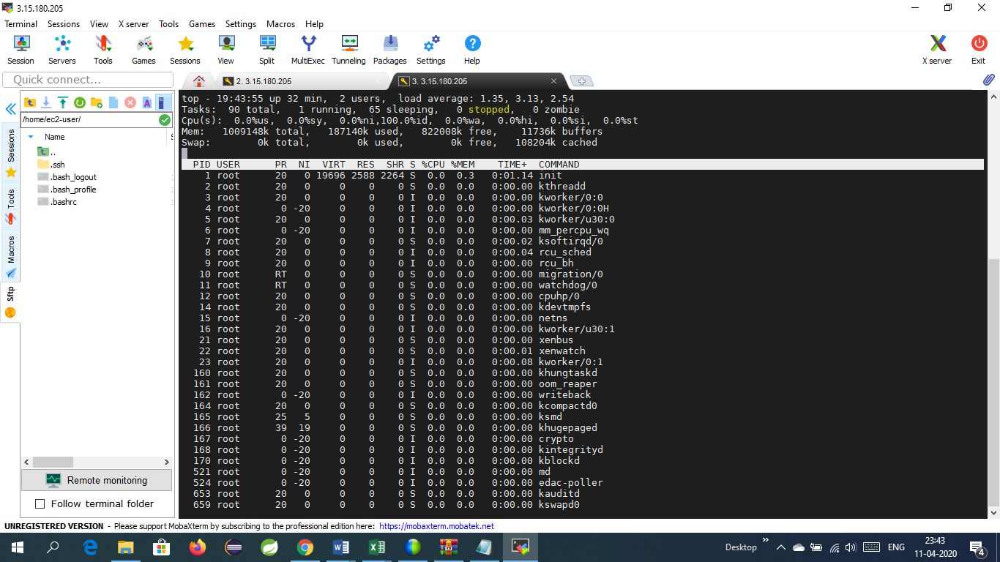 3.15.180.205
Terminal Sessions View X server Tools Games Settings Macros Help
Session Servers Tools Games Sessions View Split MultiExec Tunneling Packages Settings Help X server Exit
Quick connect...
2. 3.15.180.205
3. 3.15.180.205
/home/ec2-user/
Name
..
.ssh
.bash_logout
.bash_profile
.bashrc
Sessions
Tools
Macros
Sftp
Remote monitoring
Follow terminal folder
top - 19:43:55 up 32 min, 2 users, load average: 1.35, 3.13, 2.54
Tasks: 90 total, 1 running, 65 sleeping, 0 stopped, 0 zombie
Cpu(s): 0.0%us, 0.0%sy, 0.0%ni,100.0%id, 0.0%wa, 0.0%hi, 0.0%si, 0.0%st
Mem: 1009148k total, 187140k used, 822008k free, 11736k buffers
Swap: 0k total, 0k used, 0k free, 108204k cached
PID USER PR NI VIRT RES SHR S %CPU %MEM TIME+ COMMAND
1 root 20 0 19696 2588 2264 S 0.0 0.3 0:01.14 init
2 root 20 0 0 0 0 S 0.0 0.0 0:00.00 kthreadd
3 root 20 0 0 0 0 I 0.0 0.0 0:00.00 kworker/0:0
4 root 0 -20 0 0 0 I 0.0 0.0 0:00.00 kworker/0:0H
5 root 20 0 0 0 0 I 0.0 0.0 0:00.03 kworker/u30:0
6 root 0 -20 0 0 0 I 0.0 0.0 0:00.00 mm_percpu_wq
7 root 20 0 0 0 0 S 0.0 0.0 0:00.02 ksoftirqd/0
8 root 20 0 0 0 0 I 0.0 0.0 0:00.04 rcu_sched
9 root 20 0 0 0 0 I 0.0 0.0 0:00.00 rcu_bh
10 root RT 0 0 0 0 S 0.0 0.0 0:00.00 migration/0
11 root RT 0 0 0 0 S 0.0 0.0 0:00.00 watchdog/0
12 root 20 0 0 0 0 S 0.0 0.0 0:00.00 cpuhp/0
14 root 20 0 0 0 0 S 0.0 0.0 0:00.00 kdevtmpfs
15 root 0 -20 0 0 0 I 0.0 0.0 0:00.00 netns
16 root 20 0 0 0 0 I 0.0 0.0 0:00.00 kworker/u30:1
21 root 20 0 0 0 0 S 0.0 0.0 0:00.00 xenbus
22 root 20 0 0 0 0 S 0.0 0.0 0:00.01 xenwatch
23 root 20 0 0 0 0 I 0.0 0.0 0:00.08 kworker/0:1
160 root 20 0 0 0 0 S 0.0 0.0 0:00.00 khungtaskd
161 root 20 0 0 0 0 S 0.0 0.0 0:00.00 oom_reaper
162 root 0 -20 0 0 0 I 0.0 0.0 0:00.00 writeback
164 root 20 0 0 0 0 S 0.0 0.0 0:00.00 kcompactd0
165 root 25 5 0 0 0 S 0.0 0.0 0:00.00 ksmd
166 root 39 19 0 0 0 S 0.0 0.0 0:00.00 khugepaged
167 root 0 -20 0 0 0 I 0.0 0.0 0:00.00 crypto
168 root 0 -20 0 0 0 I 0.0 0.0 0:00.00 kintegrityd
170 root 0 -20 0 0 0 I 0.0 0.0 0:00.00 kblockd
521 root 0 -20 0 0 0 I 0.0 0.0 0:00.00 md
524 root 0 -20 0 0 0 I 0.0 0.0 0:00.00 edac-poller
653 root 20 0 0 0 0 S 0.0 0.0 0:00.00 kauditd
659 root 20 0 0 0 0 S 0.0 0.0 0:00.00 kswapd0
UNREGISTERED VERSION - Please support MobaXterm by subscribing to the professional edition here: https://mobaxterm.mobatek.net
Desktop
ENG
23:43
11-04-2020
4